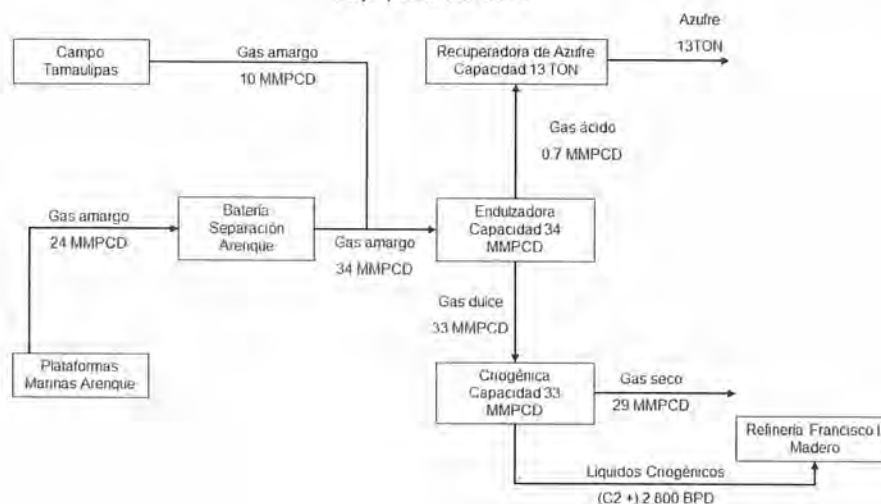 Campo
Tamaulipas
Gas amargo
10 MMPCD
Recuperadora de Azufre
Capacidad 13 TON
Azufre
13TON
Gas ácido
0.7 MMPCD
Gas amargo
24 MMPCD
Batería
Separación
Arenque
Gas amargo
34 MMPCD
Endulzadora
Capacidad 34
MMPCD
Gas dulce
33 MMPCD
Plataformas
Marinas Arenque
Criogénica
Capacidad 33
MMPCD
Gas seco
29 MMPCD
Refinería Francisco I.
Madero
Líquidos Criogénicos
(C2 +) 2 800 BPD